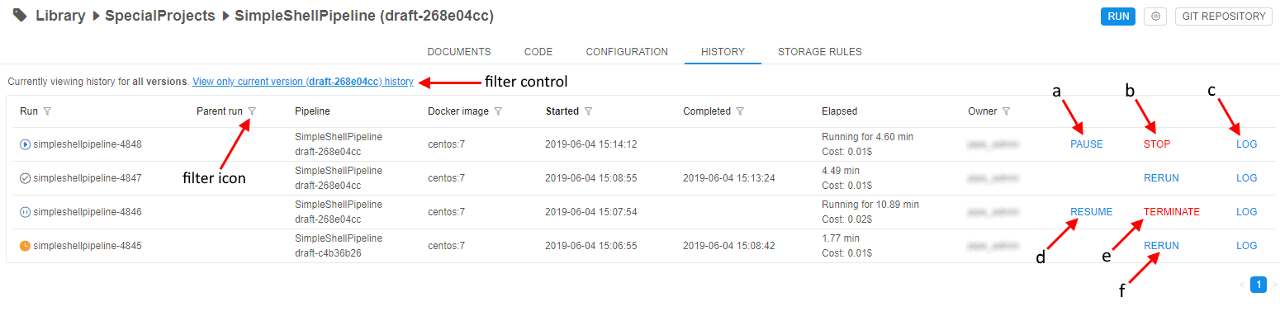 Library ▸ SpecialProjects ▸ SimpleShellPipeline (draft-268e04cc)
RUN
GIT REPOSITORY
DOCUMENTS CODE CONFIGURATION HISTORY STORAGE RULES
Currently viewing history for all versions. View only current version (draft-268e04cc) history
filter control
a b c
Run Parent run Pipeline Docker image Started Completed Elapsed Owner
simpleshellpipeline-4848 SimpleShellPipeline centos:7 2019-06-04 15:14:12 Running for 4.60 min PAUSE STOP LOG
draft-268e04cc Cost: 0.01$
filter icon
simpleshellpipeline-4847 SimpleShellPipeline centos:7 2019-06-04 15:08:55 2019-06-04 15:13:24 4.49 min RERUN LOG
draft-268e04cc Cost: 0.01$
simpleshellpipeline-4846 SimpleShellPipeline centos:7 2019-06-04 15:07:54 Running for 10.89 min RESUME TERMINATE LOG
draft-268e04cc Cost: 0.02$
simpleshellpipeline-4845 SimpleShellPipeline centos:7 2019-06-04 15:06:55 2019-06-04 15:08:42 1.77 min RERUN LOG
draft-c4b36b26 Cost: 0.01$
d e f
< 1 >